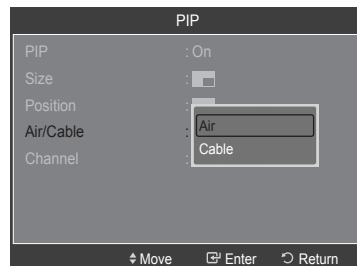 PIP
PIP : On
Size :
Position :
Air/Cable : Air
Cable
Channel :
Move Enter Return